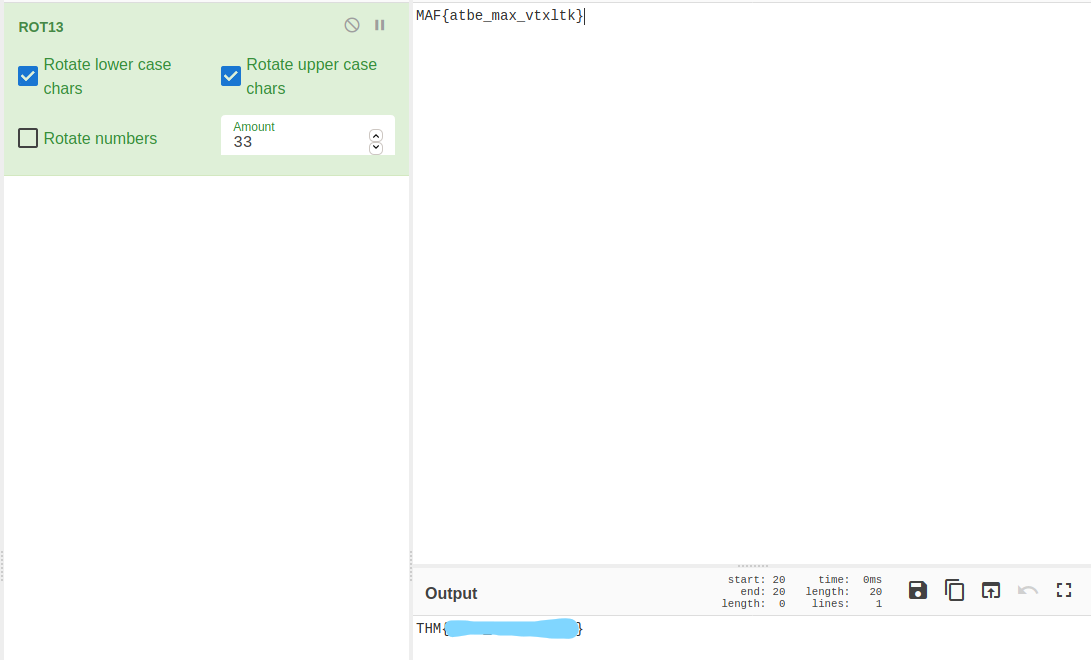 ROT13
Rotate lower case chars
Rotate upper case chars
Rotate numbers
Amount
33
MAF{atbe_max_vtxltk}
Output
start: 20
end: 20
length: 0
time: 0ms
length: 20
lines: 1
THM{ }